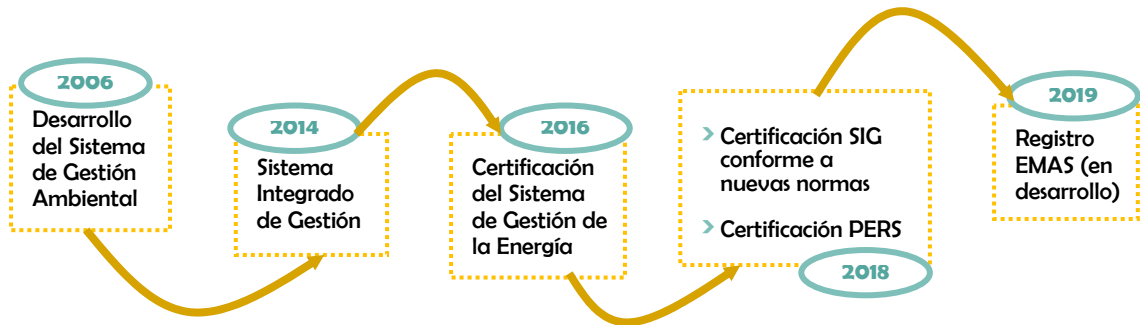 2006
Desarrollo
del Sistema
de Gestión
Ambiental
2014
Sistema
Integrado
de Gestión
2016
Certificación
del Sistema
de Gestión de
la Energía
Certificación SIG
conforme a
nuevas normas
Certificación PERS
2018
2019
Registro
EMAS (en
desarrollo)